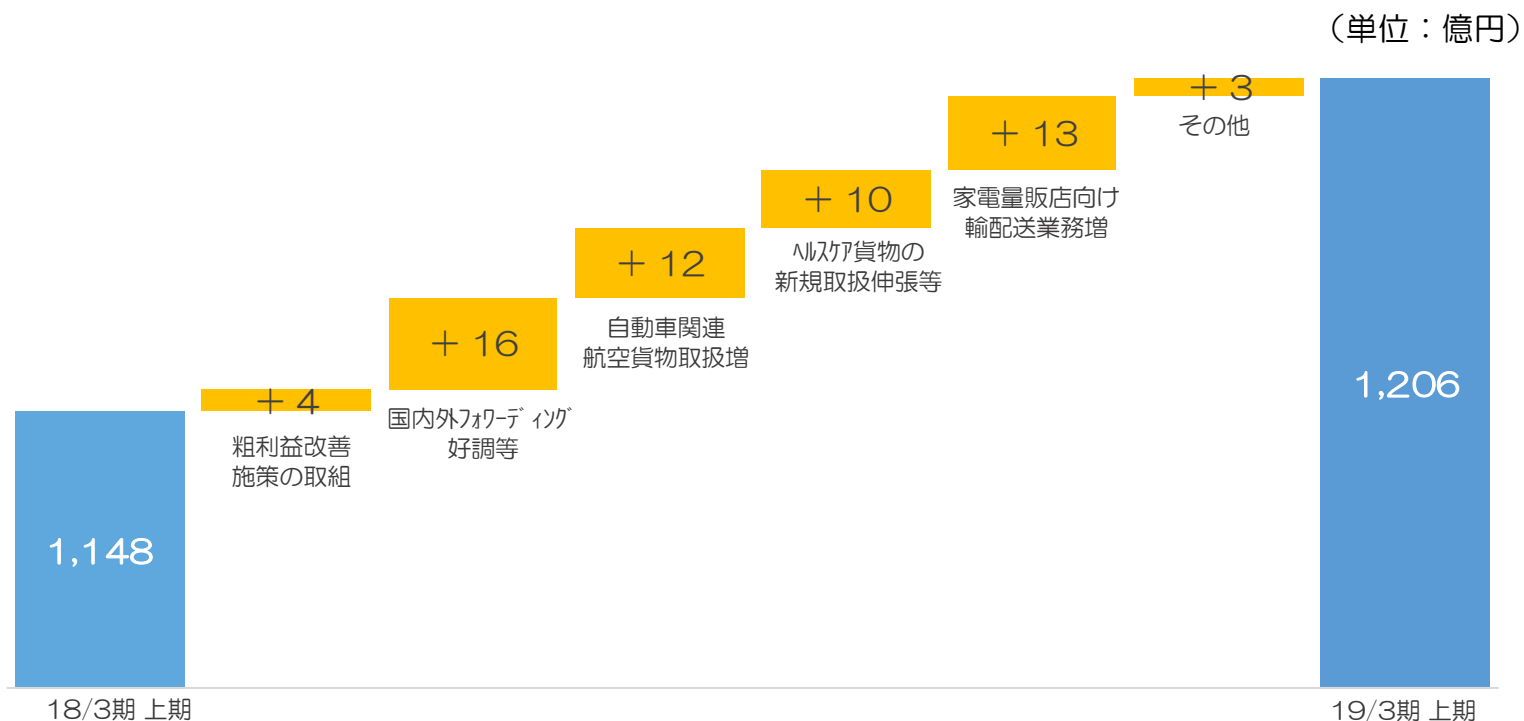 （単位：億円）
1,148
18/3期 上期
＋ 4
粗利益改善
施策の取組
＋ 16
国内外ﾌｫﾜｰﾃﾞｨﾝｸﾞ
好調等
＋ 12
自動車関連
航空貨物取扱増
＋ 10
ﾍﾙｽｹｱ貨物の
新規取扱伸張等
＋ 13
家電量販店向け
輸配送業務増
＋ 3
その他
1,206
19/3期 上期